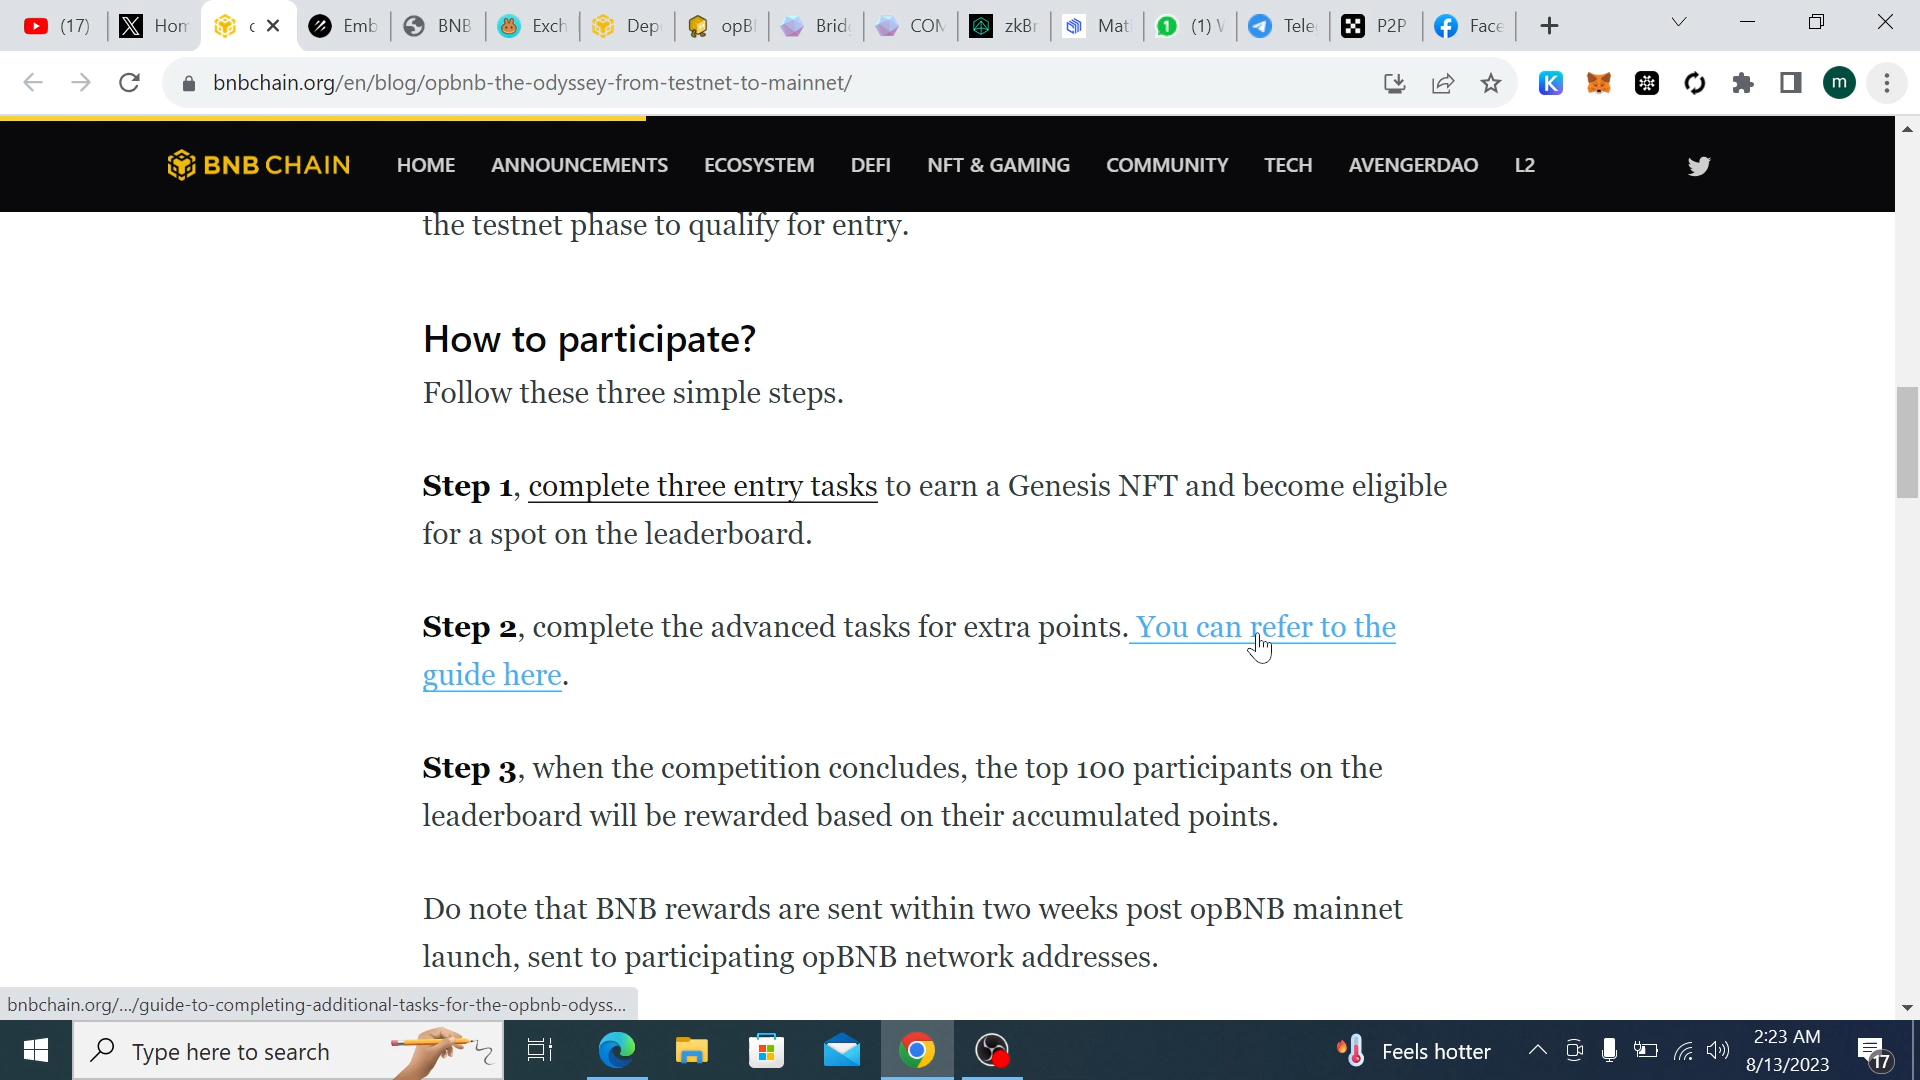 (17)
Hom
c
Emb
BNB
Exch
Dep
opBN
Bridg
COM
zkBr
Mat
(1) W
Tele
P2P
Face
bnbchain.org/en/blog/opbnb-the-odyssey-from-testnet-to-mainnet/
m
BNB CHAIN HOME ANNOUNCEMENTS ECOSYSTEM DEFI NFT & GAMING COMMUNITY TECH AVENGERDAO L2
the testnet phase to qualify for entry.
How to participate?
Follow these three simple steps.
Step 1, complete three entry tasks to earn a Genesis NFT and become eligible
for a spot on the leaderboard.
Step 2, complete the advanced tasks for extra points. You can refer to the
guide here.
Step 3, when the competition concludes, the top 100 participants on the
leaderboard will be rewarded based on their accumulated points.
Do note that BNB rewards are sent within two weeks post opBNB mainnet
launch, sent to participating opBNB network addresses.
bnbchain.org/.../guide-to-completing-additional-tasks-for-the-opbnb-odyss...
Type here to search
Feels hotter
2:23 AM
8/13/2023
17